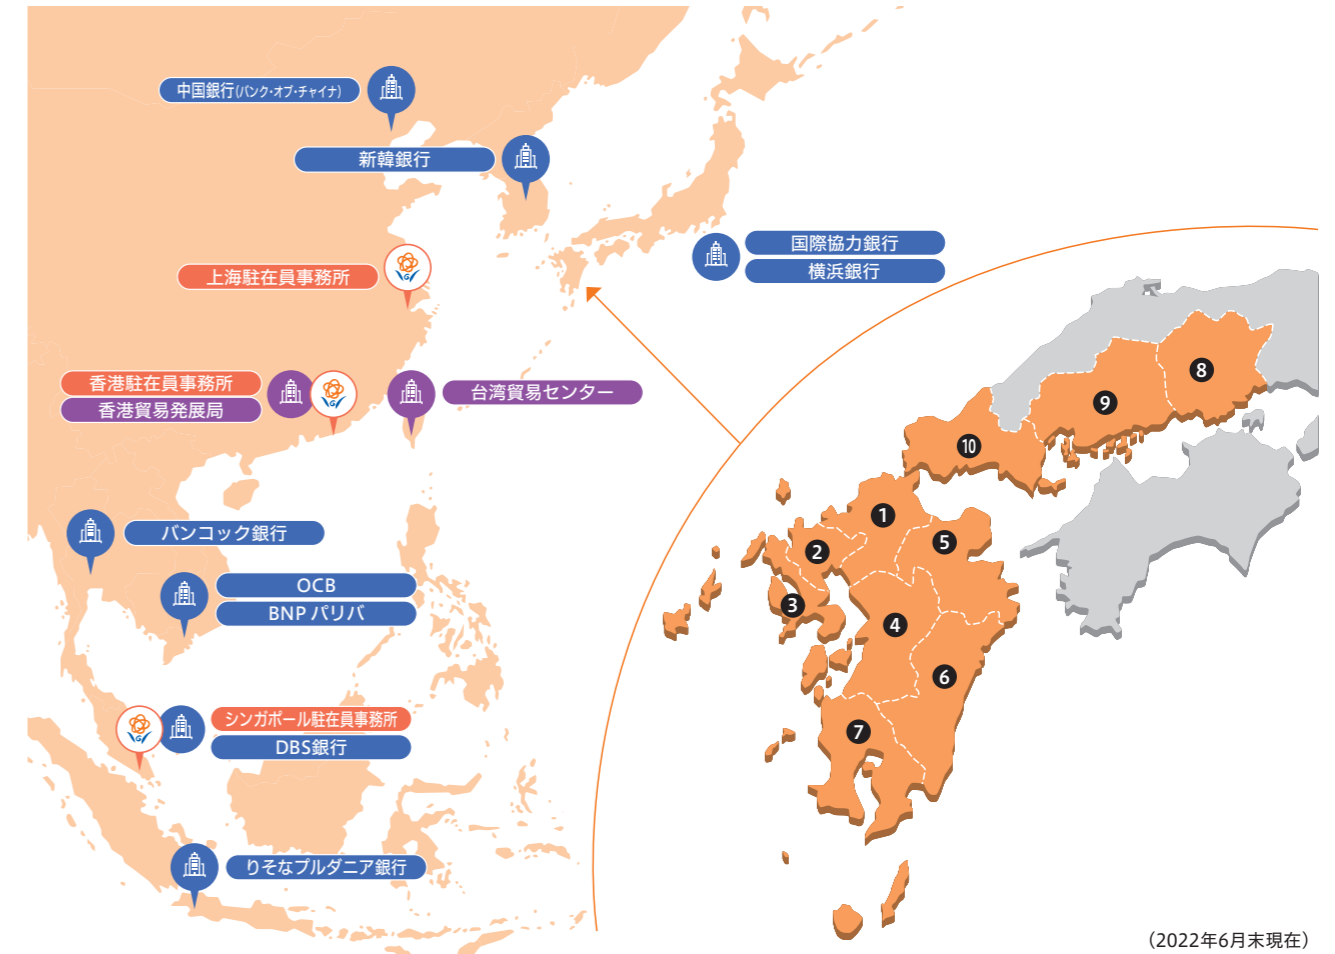 中国銀行(バンク・オブ・チャイナ)
新韓銀行
国際協力銀行
横浜銀行
上海駐在員事務所
香港駐在員事務所
香港貿易発展局
台湾貿易センター
バンコック銀行
OCB
BNP パリバ
シンガポール駐在員事務所
DBS銀行
りそなプルダニア銀行
8
9
10
1
2
5
3
4
6
7
(2022年6月末現在)